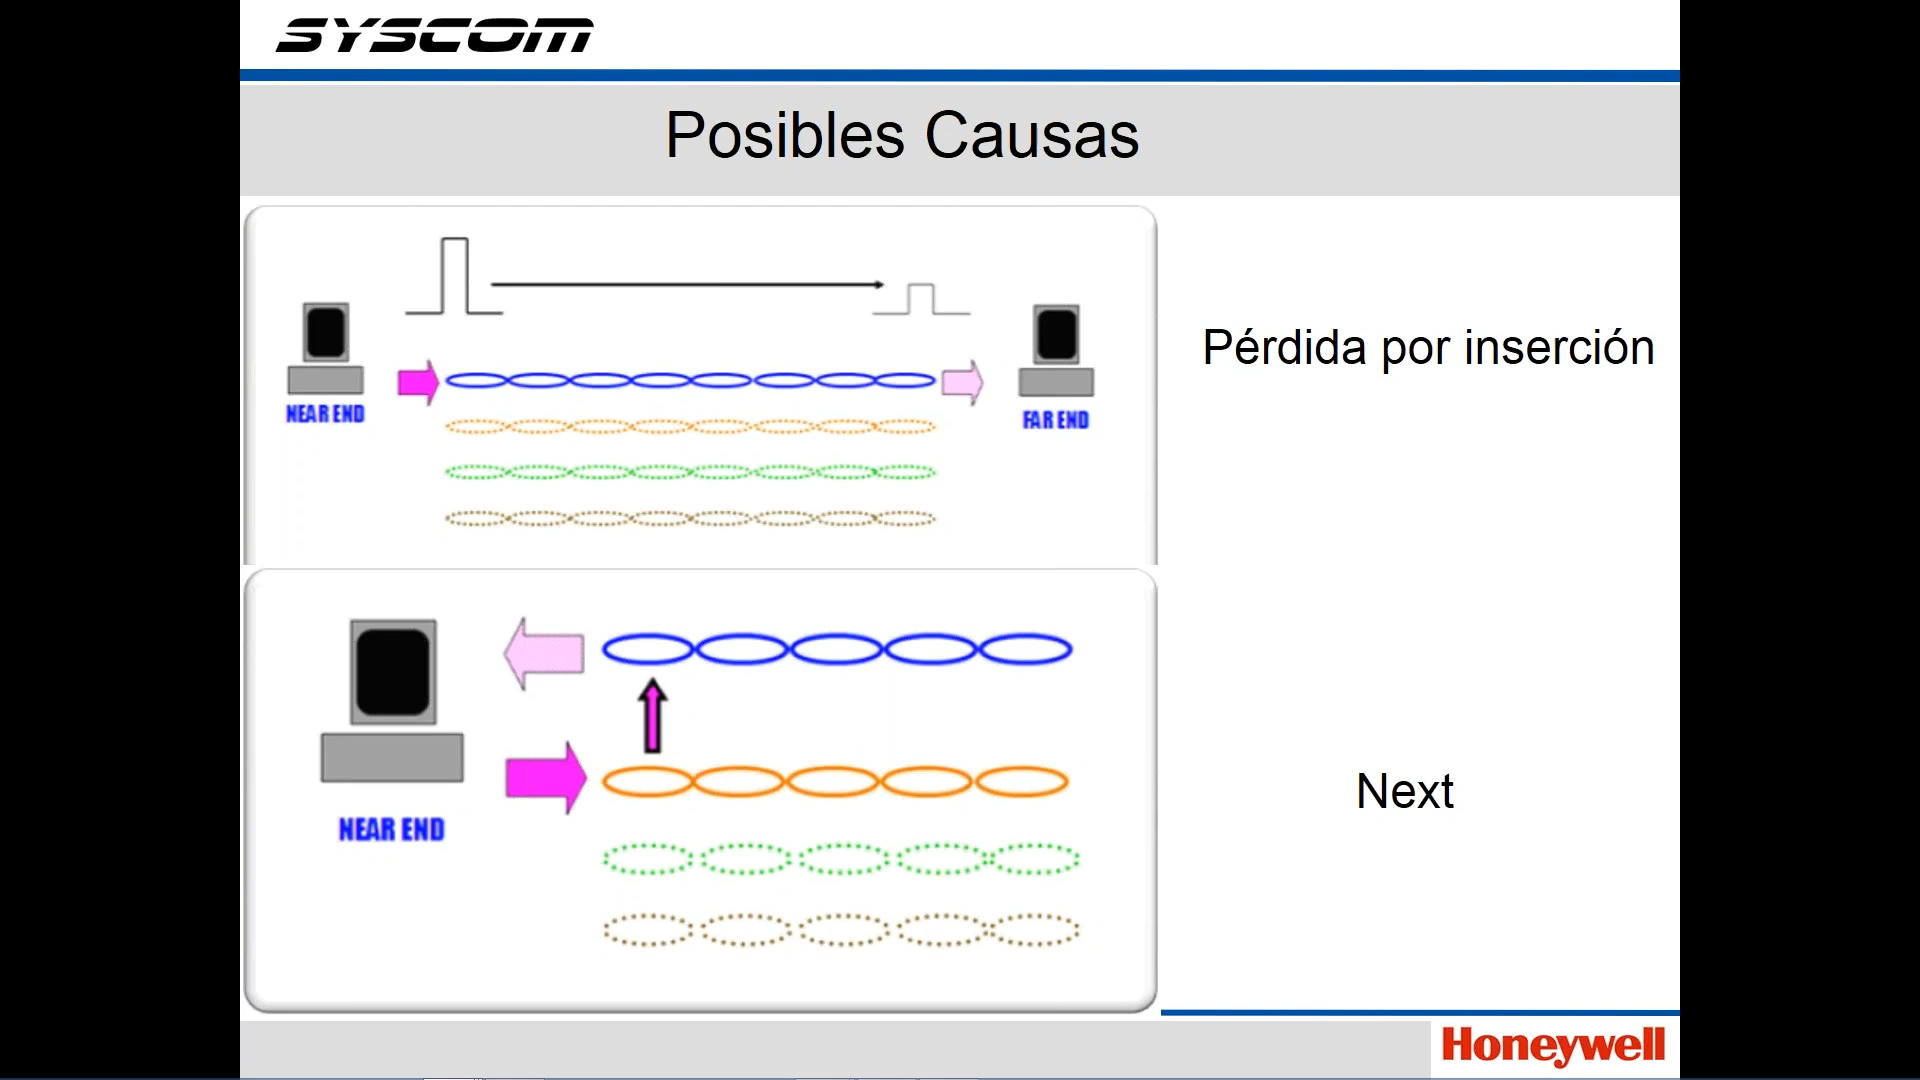 SYSCOM
Posibles Causas
NEAR END
FAR END
Pérdida por inserción
NEAR END
Next
Honeywell